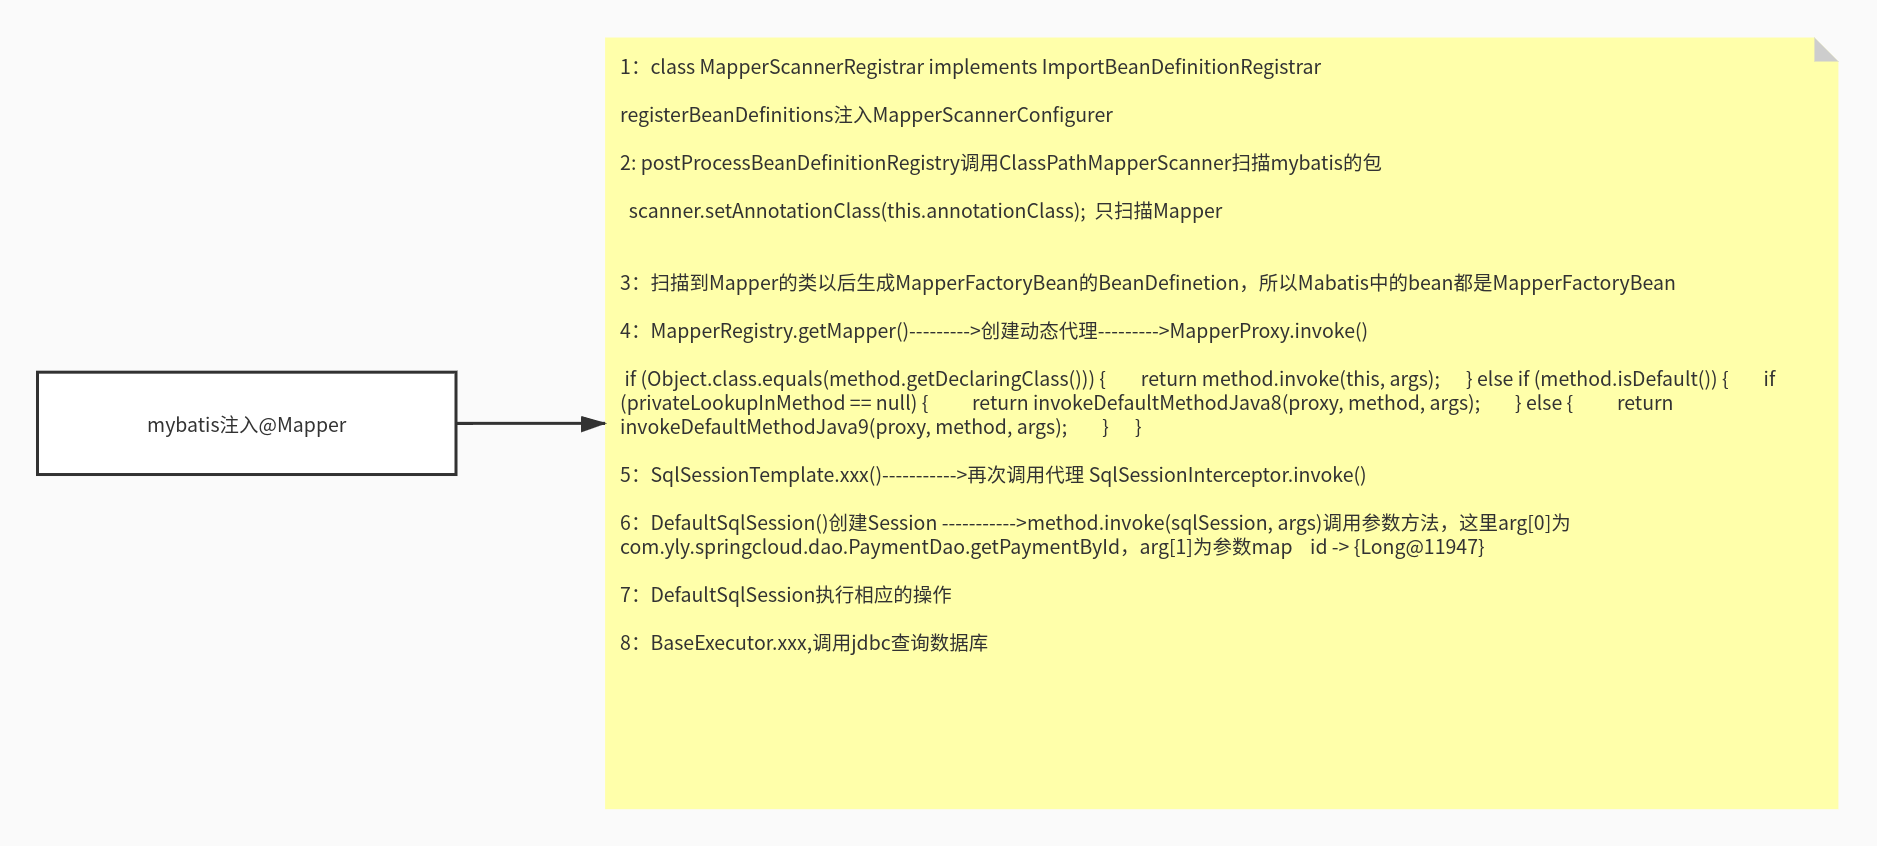 mybatis注入@Mapper
1：class MapperScannerRegistrar implements ImportBeanDefinitionRegistrar
registerBeanDefinitions注入MapperScannerConfigurer
2: postProcessBeanDefinitionRegistry调用ClassPathMapperScanner扫描mybatis的包
scanner.setAnnotationClass(this.annotationClass);  只扫描Mapper
3：扫描到Mapper的类以后生成MapperFactoryBean的BeanDefinetion，所以Mabatis中的bean都是MapperFactoryBean
4：MapperRegistry.getMapper()--------->创建动态代理--------->MapperProxy.invoke()
if (Object.class.equals(method.getDeclaringClass())) {        return method.invoke(this, args);      } else if (method.isDefault()) {        if
(privateLookupInMethod == null) {          return invokeDefaultMethodJava8(proxy, method, args);        } else {          return
invokeDefaultMethodJava9(proxy, method, args);        }      }
5：SqlSessionTemplate.xxx()----------->再次调用代理 SqlSessionInterceptor.invoke()
6：DefaultSqlSession()创建Session ----------->method.invoke(sqlSession, args)调用参数方法，这里arg[0]为
com.yly.springcloud.dao.PaymentDao.getPaymentById，arg[1]为参数map    id -> {Long@11947}
7：DefaultSqlSession执行相应的操作
8：BaseExecutor.xxx,调用jdbc查询数据库